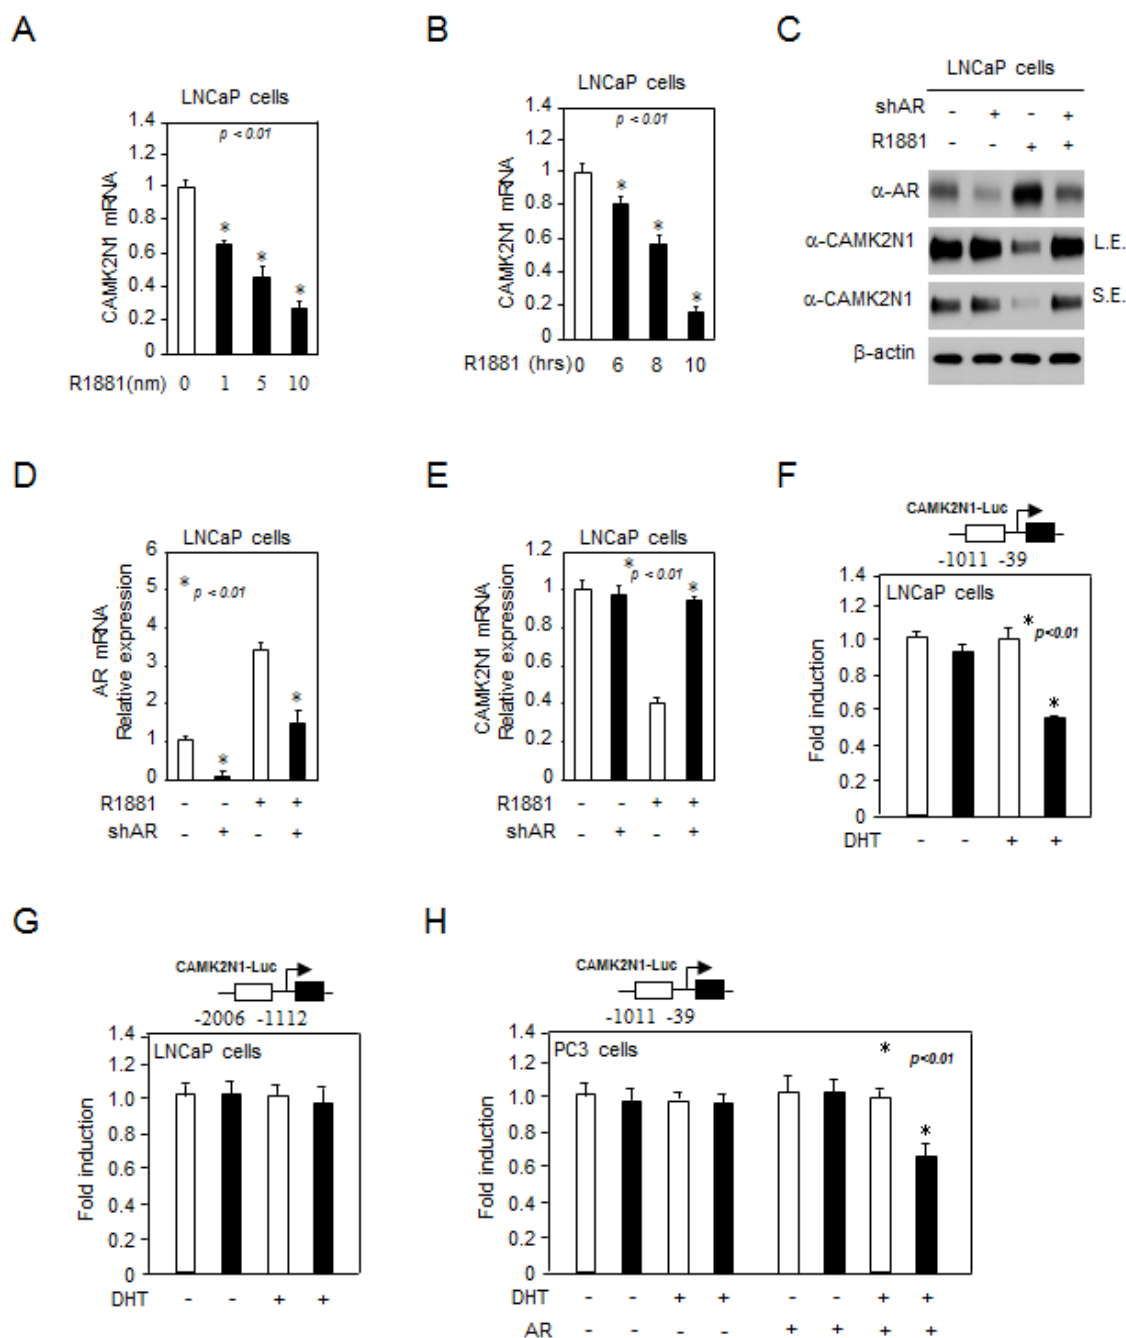 A
LNCaP cells
1.4
1.2
1
0.8
0.6
0.4
0.2
0
CAMK2N1 mRNA
p < 0.01
*
*
*
R1881(nm) 0 1 5 10
B
LNCaP cells
1.4
1.2
1
0.8
0.6
0.4
0.2
0
CAMK2N1 mRNA
p < 0.01
*
*
*
R1881 (hrs) 0 6 8 10
C
LNCaP cells
shAR - + - +
R1881 - - + +
α-AR
α-CAMK2N1 L.E.
α-CAMK2N1 S.E.
β-actin
D
LNCaP cells
6
5
4
3
2
1
0
AR mRNA
Relative expression
* p < 0.01
*
*
R1881 - - + +
shAR - + - +
E
LNCaP cells
1.2
1
0.8
0.6
0.4
0.2
0
CAMK2N1 mRNA
Relative expression
* p < 0.01
*
R1881 - - + +
shAR - + - +
F
CAMK2N1-Luc
-1011 -39
1.4
1.2
1.0
0.8
0.6
0.4
0.2
0
Fold induction
LNCaP cells
* p<0.01
*
DHT - - + +
G
CAMK2N1-Luc
-2006 -1112
1.4
1.2
1.0
0.8
0.6
0.4
0.2
0
Fold induction
LNCaP cells
DHT - - + +
H
CAMK2N1-Luc
-1011 -39
1.4
1.2
1.0
0.8
0.6
0.4
0.2
0
Fold induction
PC3 cells
* p<0.01
*
DHT - - + + - - + +
AR - - - - + + + +